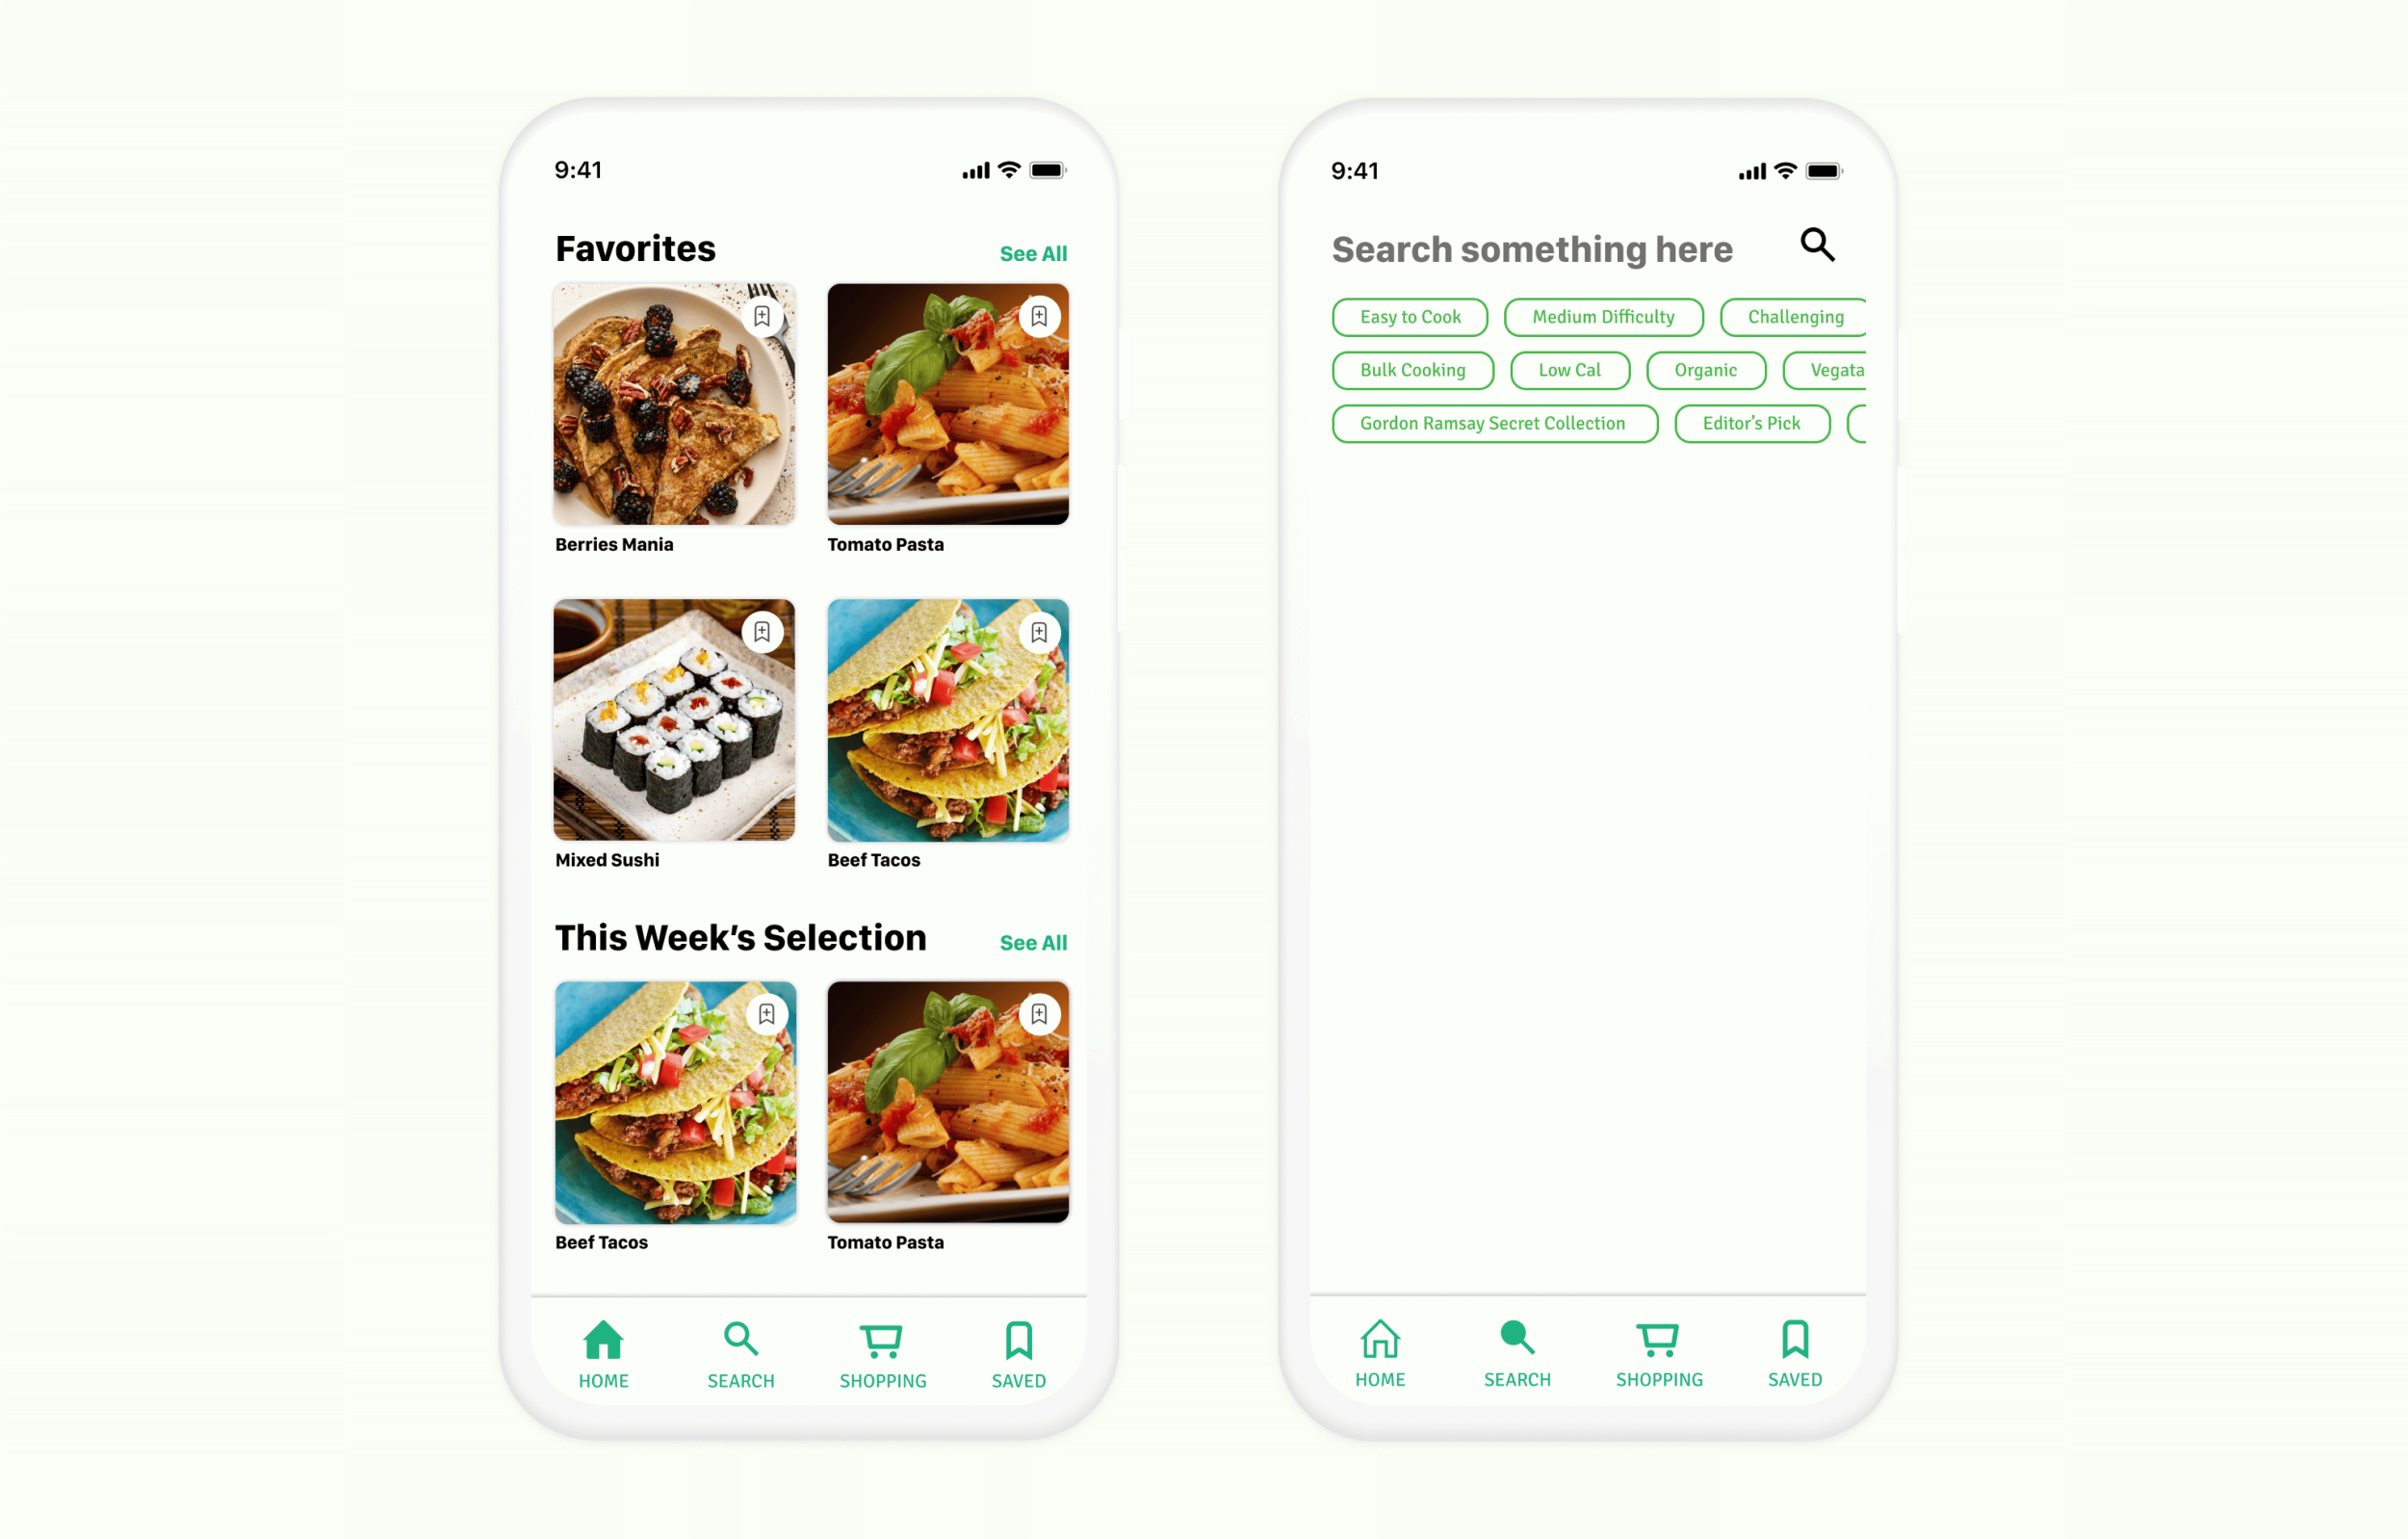 9:41
Favorites
See All
Berries Mania
Tomato Pasta
Mixed Sushi
Beef Tacos
This Week's Selection
See All
Beef Tacos
Tomato Pasta
HOME
SEARCH
SHOPPING
SAVED
9:41
Search something here
Easy to Cook
Medium Difficulty
Challenging
Bulk Cooking
Low Cal
Organic
Vegata
Gordon Ramsay Secret Collection
Editor's Pick
HOME
SEARCH
SHOPPING
SAVED